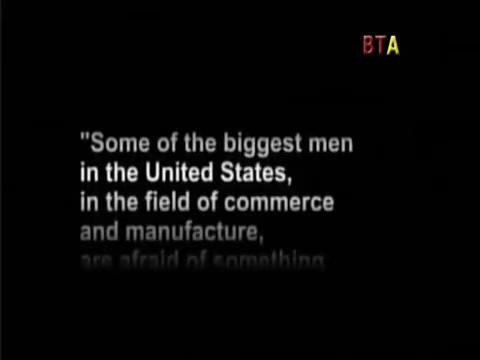 BTA
"Some of the biggest men
in the United States,
in the field of commerce
and manufacture,
are afraid of something